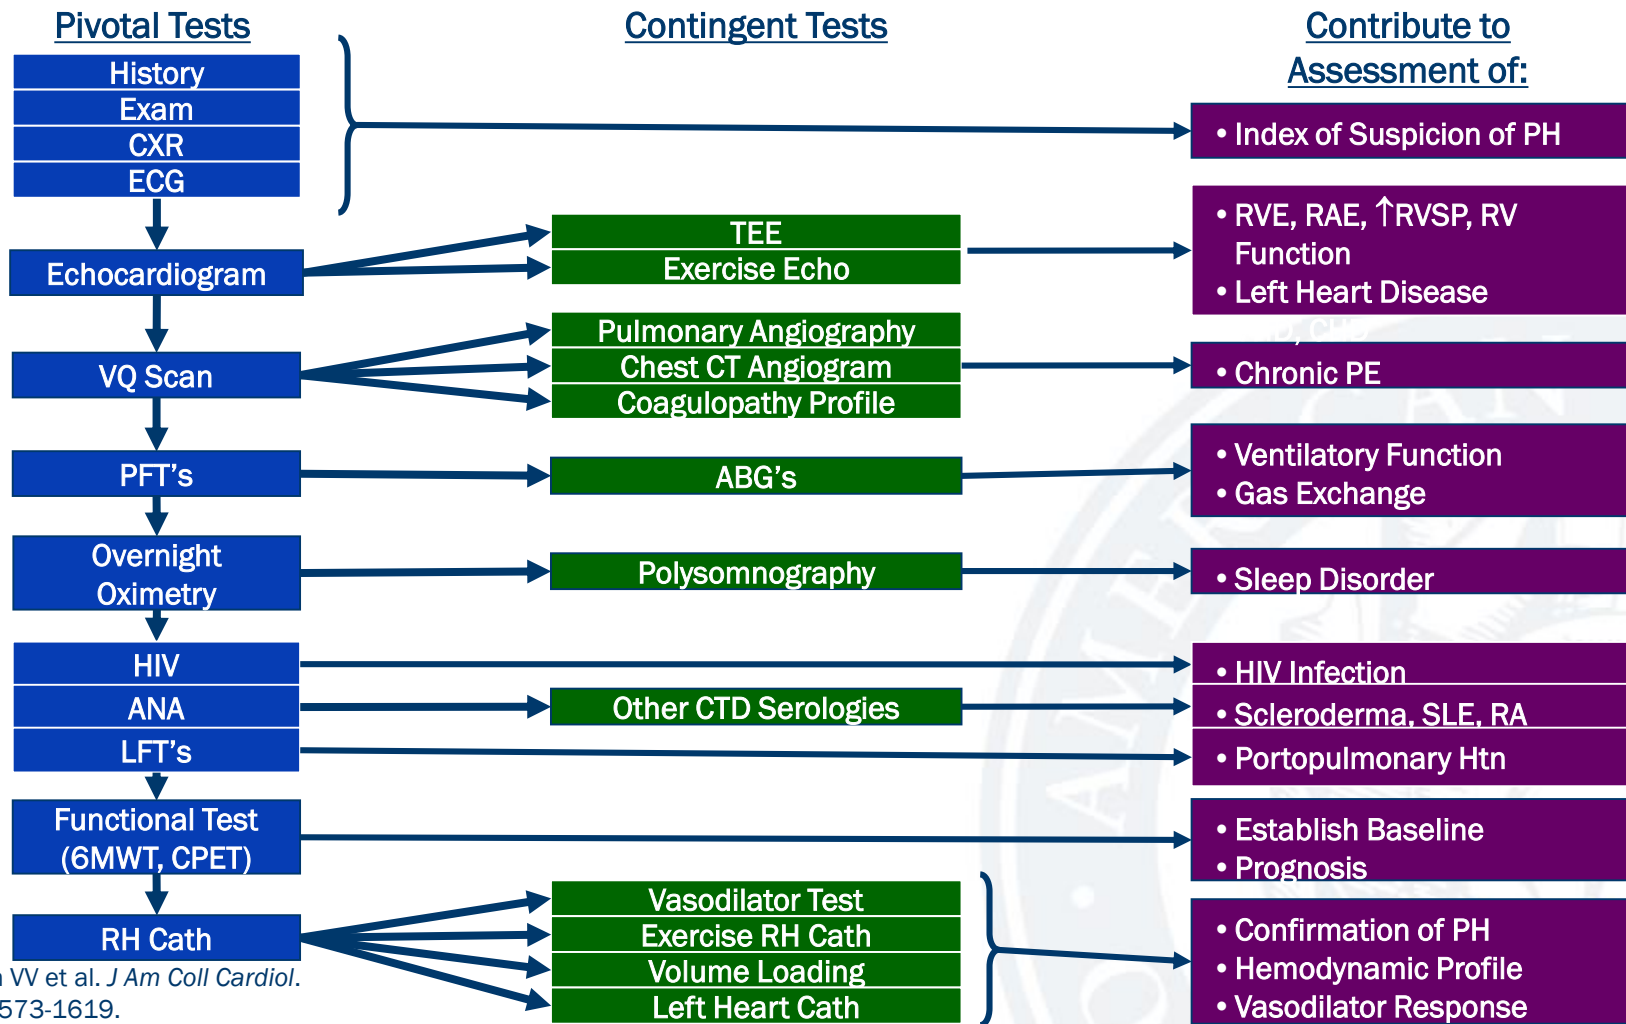 Pivotal Tests
Contingent Tests
Contribute to
Assessment of:
History
Exam
CXR
ECG
• Index of Suspicion of PH
Echocardiogram
TEE
Exercise Echo
• RVE, RAE, ↑RVSP, RV
Function
• Left Heart Disease
VQ Scan
Pulmonary Angiography
Chest CT Angiogram
Coagulopathy Profile
• Chronic PE
PFT's
ABG's
• Ventilatory Function
• Gas Exchange
Overnight
Oximetry
Polysomnography
• Sleep Disorder
HIV
• HIV Infection
ANA
Other CTD Serologies
• Scleroderma, SLE, RA
LFT's
• Portopulmonary Htn
Functional Test
(6MWT, CPET)
• Establish Baseline
• Prognosis
RH Cath
Vasodilator Test
Exercise RH Cath
Volume Loading
Left Heart Cath
• Confirmation of PH
• Hemodynamic Profile
• Vasodilator Response
VV et al. J Am Coll Cardiol.
573-1619.
AMERICAN